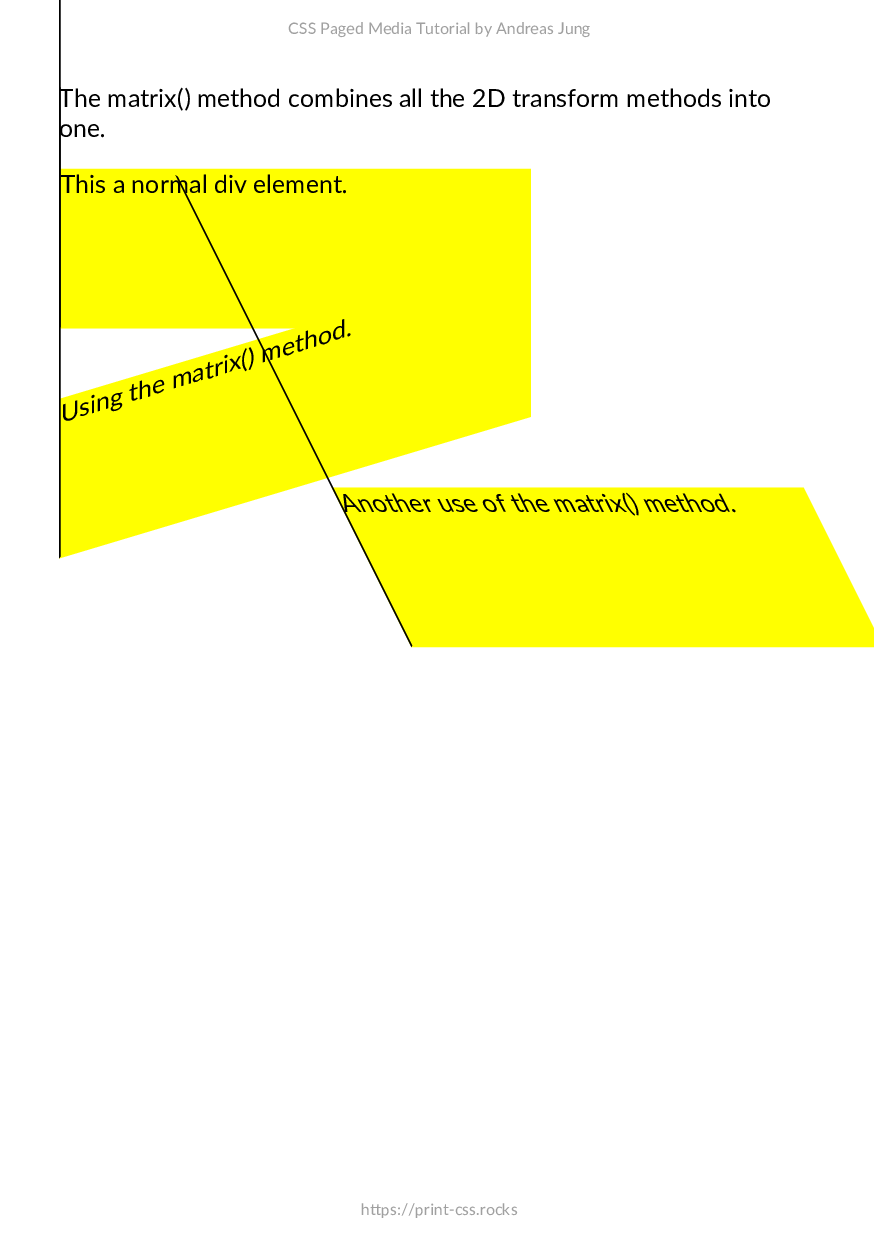 CSS Paged Media Tutorial by Andreas Jung
The matrix() method combines all the 2D transform methods into
one.
This a normal div element.
Using the matrix() method.
Another use of the matrix() method.
https://print-css.rocks